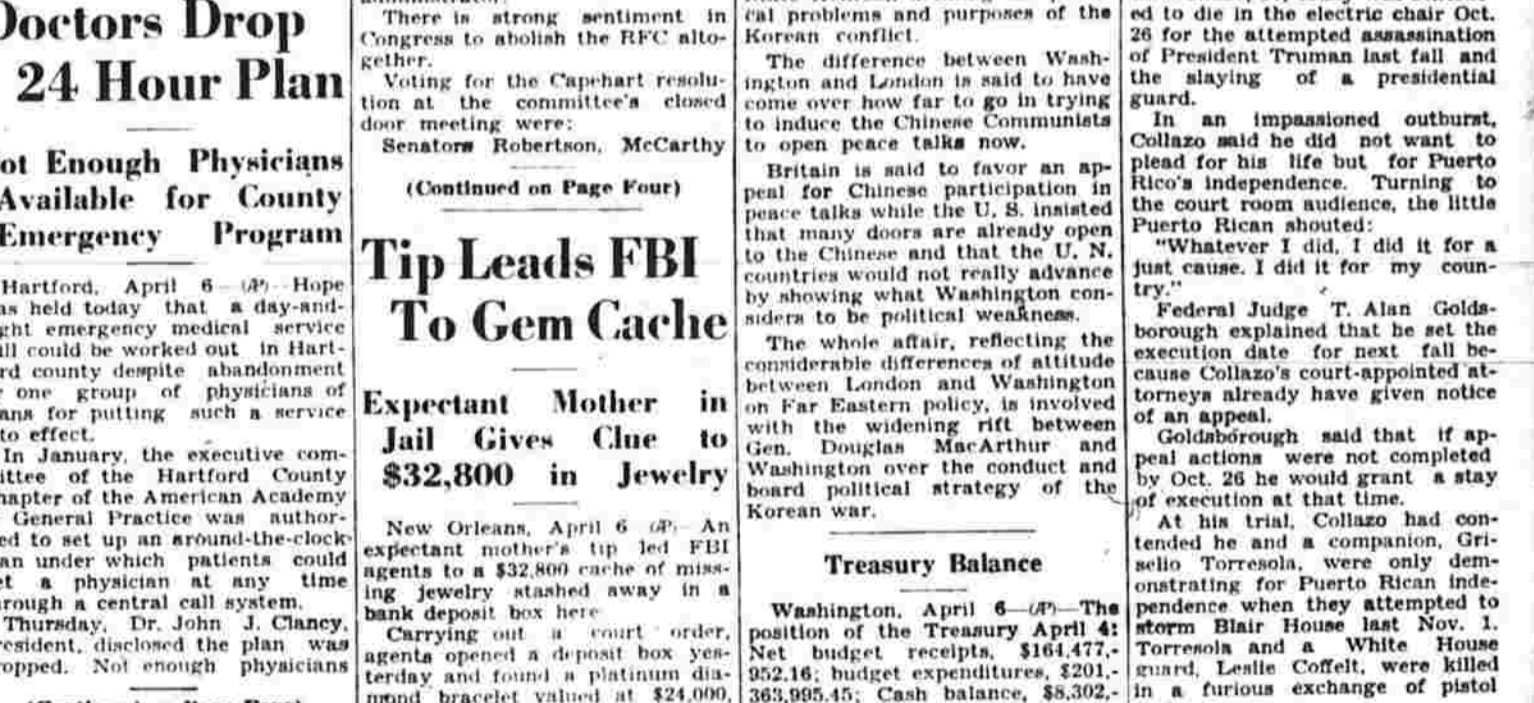 Doctors Drop
24 Hour Plan
ot Enough Physicians
Available for County
Emergency Program
Hartford, April 6—(AP)—Hope
as held today that a day-and-
ght emergency medical service
ill could be worked out in Hart-
rd county despite abandonment
one group of physicians of
ans for putting such a service
to effect.
In January, the executive com-
ittee of the Hartford County
hapter of the American Academy
General Practice was author-
ed to set up an around-the-clock
an under which patients could
et a physician at any time
rough a central call system.
Thursday, Dr. John J. Clancy,
resident, disclosed the plan was
opped. Not enough physicians
There is strong sentiment in
Congress to abolish the RFC alto-
gether.
Voting for the Capehart resolu-
tion at the committee's closed
door meeting were:
Senators Robertson, McCarthy
(Continued on Page Four)
Tip Leads FBI
To Gem Cache
Expectant Mother in
Jail Gives Clue to
$32,800 in Jewelry
New Orleans, April 6 (AP)—An
expectant mother's tip led FBI
agents to a $32,800 cache of miss-
ing jewelry stashed away in a
bank deposit box here
Carrying out a court order,
agents opened a deposit box yes-
terday and found a platinum dia-
mond bracelet valued at $24,000,
cal problems and purposes of the
Korean conflict.
The difference between Wash-
ington and London is said to have
come over how far to go in trying
to induce the Chinese Communists
to open peace talks now.
Britain is said to favor an ap-
peal for Chinese participation in
peace talks while the U. S. insisted
that many doors are already open
to the Chinese and that the U. N.
countries would not really advance
by showing what Washington con-
siders to be political weakness.
The whole affair, reflecting the
considerable differences of attitude
between London and Washington
on Far Eastern policy, is involved
with the widening rift between
Gen. Douglas MacArthur and
Washington over the conduct and
board political strategy of the
Korean war.
Treasury Balance
Washington, April 6—(AP)—The
position of the Treasury April 4:
Net budget receipts, $164,477,-
952.16; budget expenditures, $201,-
363,995.45; Cash balance, $8,302,-
ed to die in the electric chair Oct.
26 for the attempted assassination
of President Truman last fall and
the slaying of a presidential
guard.
In an impassioned outburst,
Collazo said he did not want to
plead for his life but for Puerto
Rico's independence. Turning to
the court room audience, the little
Puerto Rican shouted:
"Whatever I did, I did it for a
just cause. I did it for my coun-
try."
Federal Judge T. Alan Golds-
borough explained that he set the
execution date for next fall be-
cause Collazo's court-appointed at-
torneys already have given notice
of an appeal.
Goldsborough said that if ap-
peal actions were not completed
by Oct. 26 he would grant a stay
of execution at that time.
At his trial, Collazo had con-
tended he and a companion, Gri-
selio Torresola, were only dem-
onstrating for Puerto Rican inde-
pendence when they attempted to
storm Blair House last Nov. 1.
Torresola and a White House
guard, Leslie Coffelt, were killed
in a furious exchange of pistol